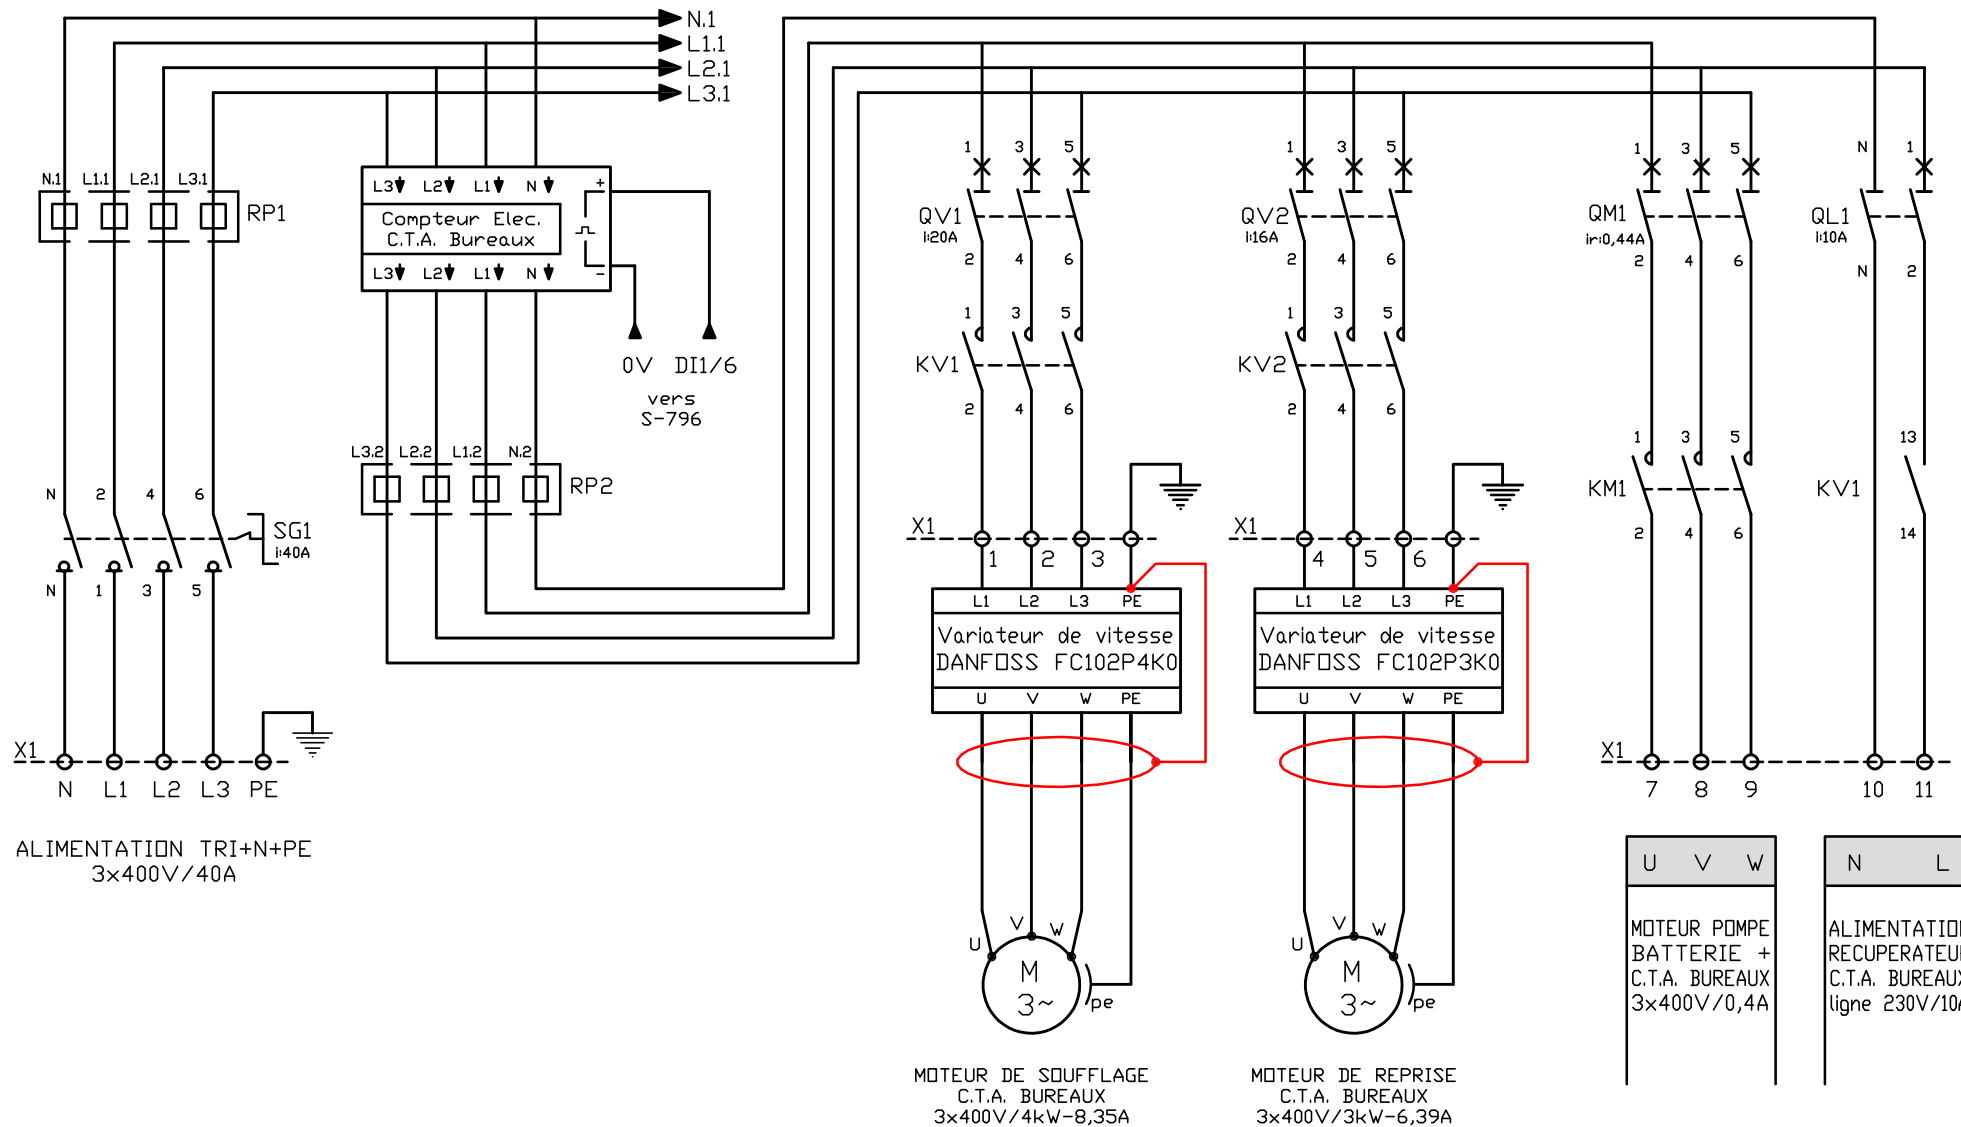 N.1
L1.1
L2.1
L3.1
N.1 L1.1 L2.1 L3.1
RP1
L3 L2 L1 N +
Compteur Elec.
C.T.A. Bureaux
L3 L2 L1 N -
0V DI1/6
vers
S-796
L3.2 L2.2 L1.2 N.2
RP2
N 2 4 6
SG1
i:40A
N 1 3 5
X1
N L1 L2 L3 PE
ALIMENTATION TRI+N+PE
3x400V/40A
1 3 5
QV1
i:20A
2 4 6
1 3 5
KV1
2 4 6
X1
1 2 3
L1 L2 L3 PE
Variateur de vitesse
DANFOSS FC102P4K0
U V W PE
U V W
M
3~
pe
MOTEUR DE SOUFFLAGE
C.T.A. BUREAUX
3x400V/4kW-8,35A
1 3 5
QV2
i:16A
2 4 6
1 3 5
KV2
2 4 6
X1
4 5 6
L1 L2 L3 PE
Variateur de vitesse
DANFOSS FC102P3K0
U V W PE
U V W
M
3~
pe
MOTEUR DE REPRISE
C.T.A. BUREAUX
3x400V/3kW-6,39A
1 3 5
QM1
ir:0,44A
2 4 6
1 3 5
KM1
2 4 6
N 1
QL1
i:10A
N 2
13
KV1
14
X1
7 8 9 10 11
U V W
MOTEUR POMPE
BATTERIE +
C.T.A. BUREAUX
3x400V/0,4A
N L
ALIMENTATIO
RECUPERATEU
C.T.A. BUREAUX
ligne 230V/10A